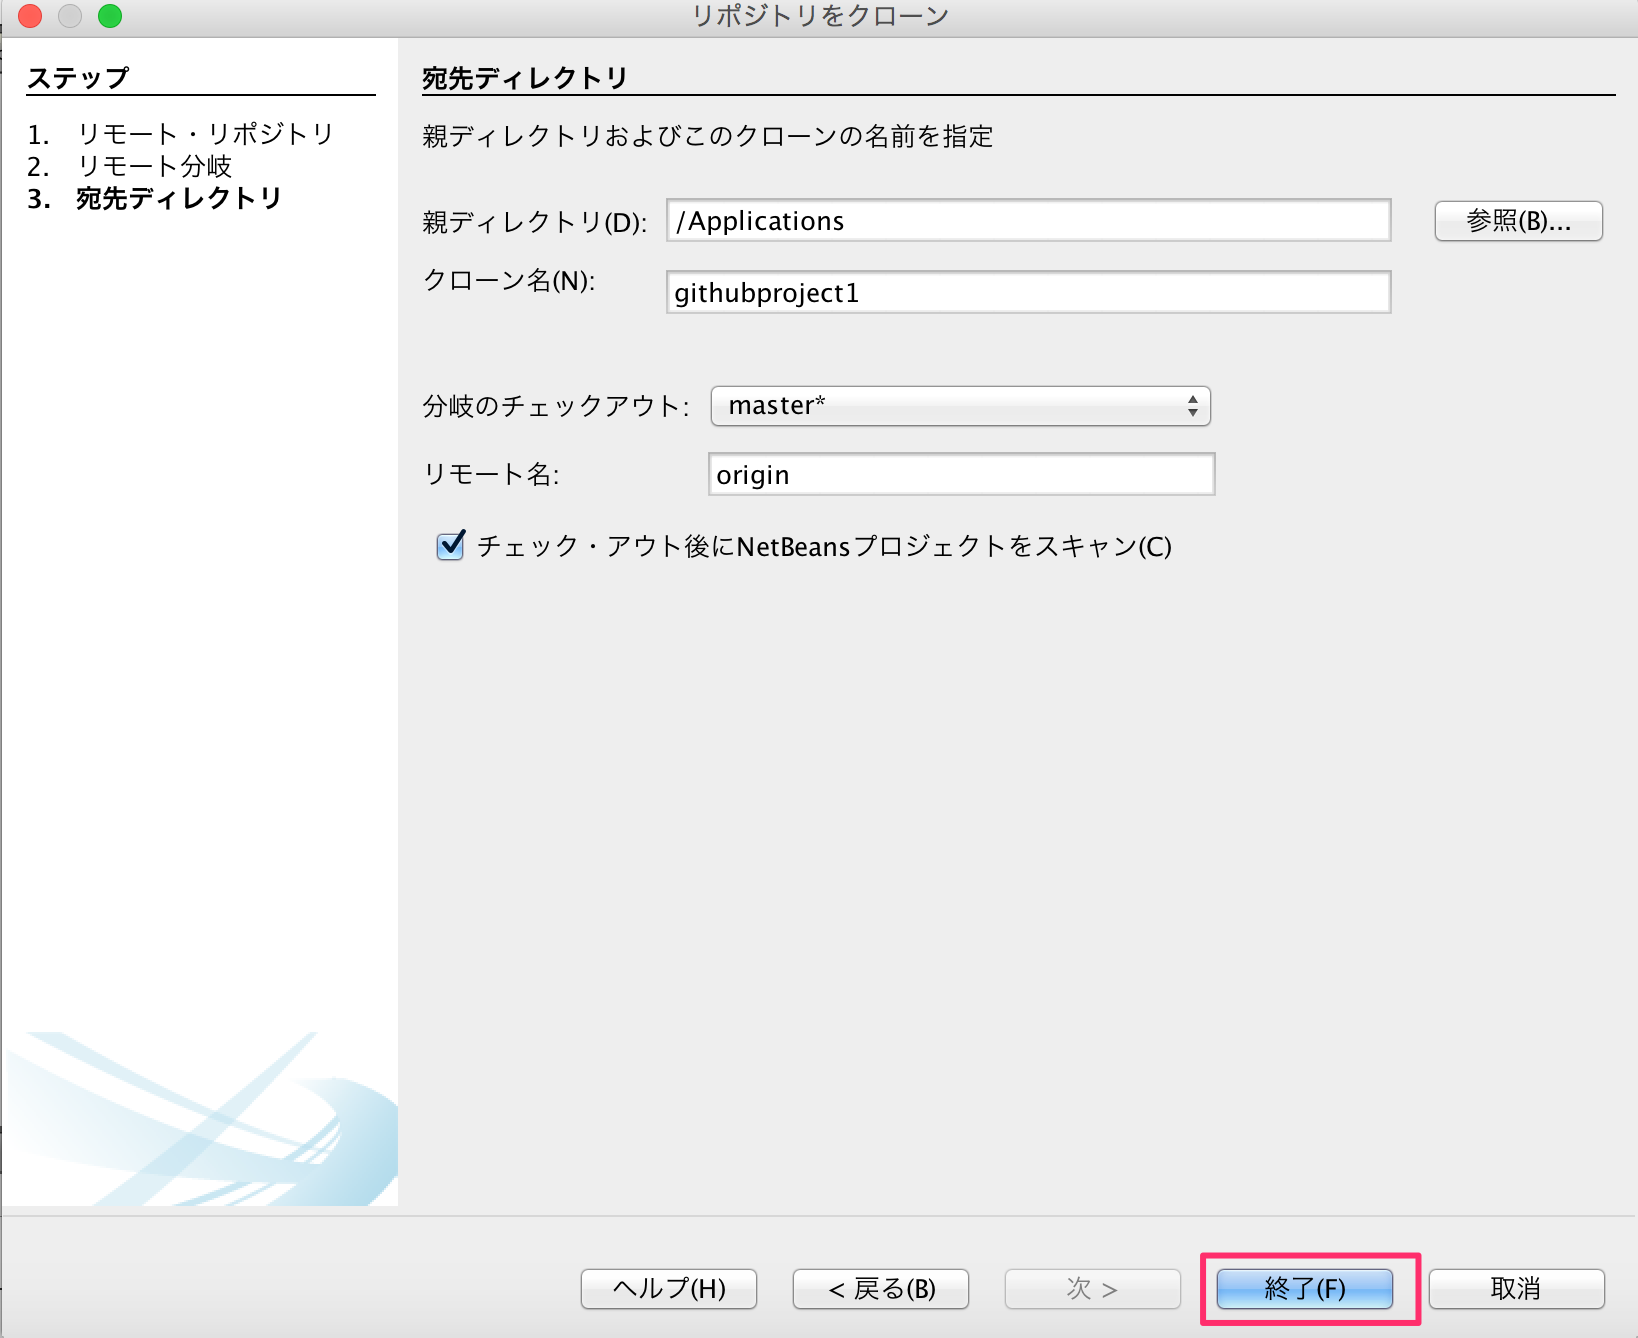 リポジトリをクローン
ステップ
1. リモート・リポジトリ
2. リモート分岐
3. 宛先ディレクトリ
宛先ディレクトリ
親ディレクトリおよびこのクローンの名前を指定
親ディレクトリ(D): /Applications 参照(B)...
クローン名(N): githubproject1
分岐のチェックアウト: master*
リモート名: origin
チェック・アウト後にNetBeansプロジェクトをスキャン(C)
ヘルプ(H) < 戻る(B) 次 > 終了(F) 取消